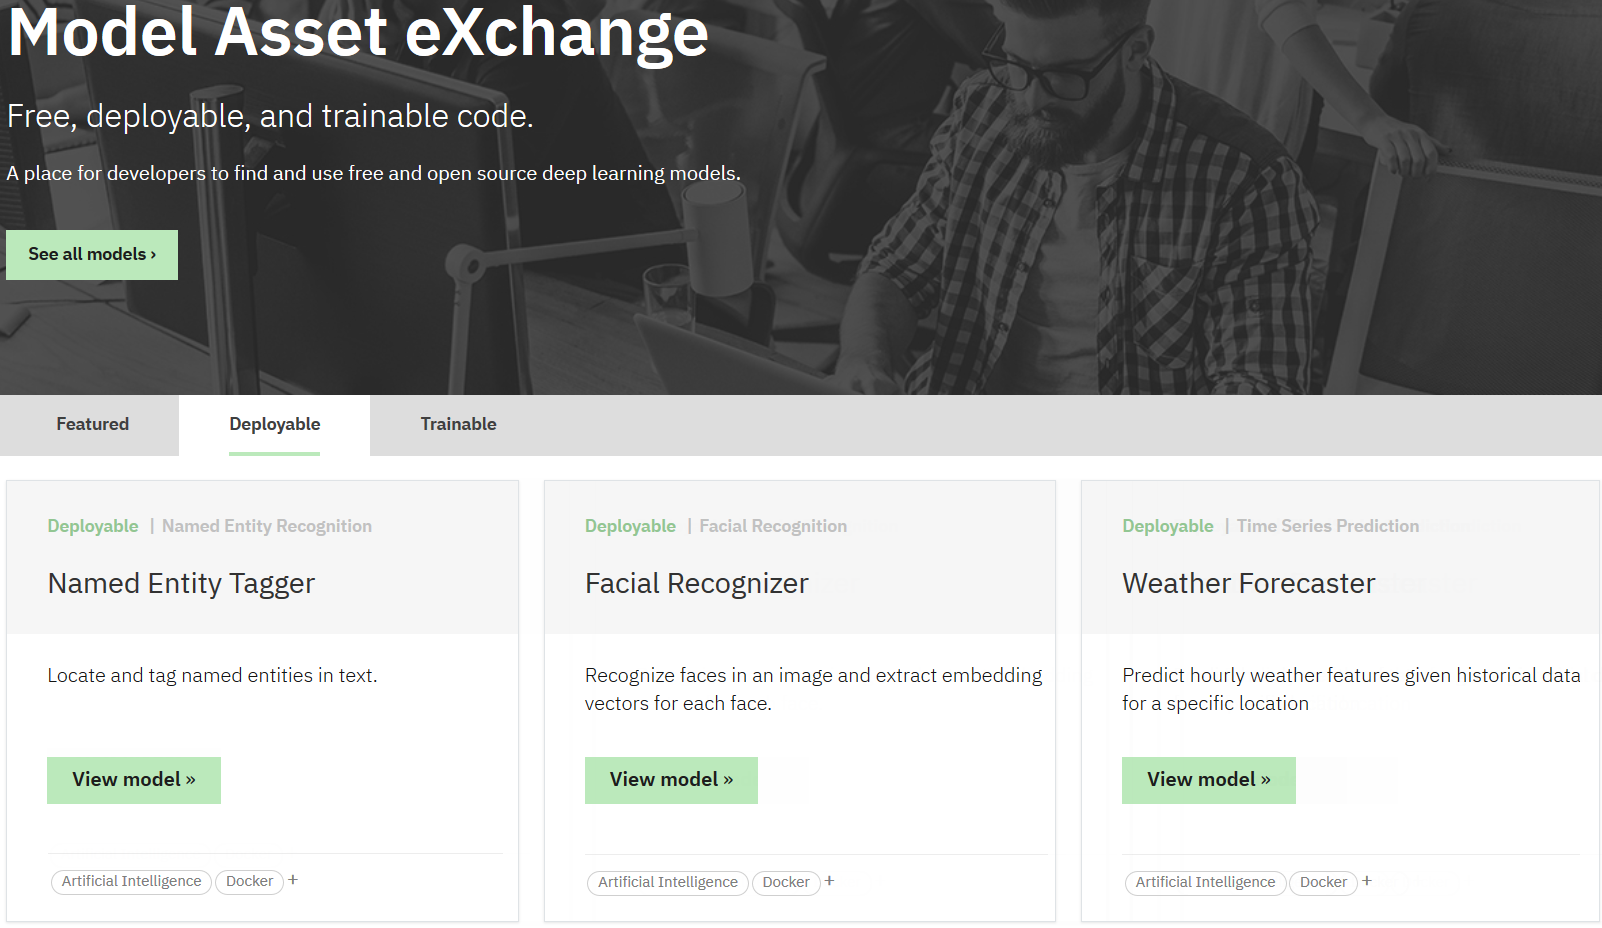 Model Asset eXchange
Free, deployable, and trainable code.
A place for developers to find and use free and open source deep learning models.
See all models ›
Featured
Deployable
Trainable
Deployable | Named Entity Recognition
Named Entity Tagger
Locate and tag named entities in text.
View model »
Artificial Intelligence
Docker
+
Deployable | Facial Recognition
Facial Recognizer
Recognize faces in an image and extract embedding
vectors for each face.
View model »
Artificial Intelligence
Docker
+
Deployable | Time Series Prediction
Weather Forecaster
Predict hourly weather features given historical data
for a specific location
View model »
Artificial Intelligence
Docker
+